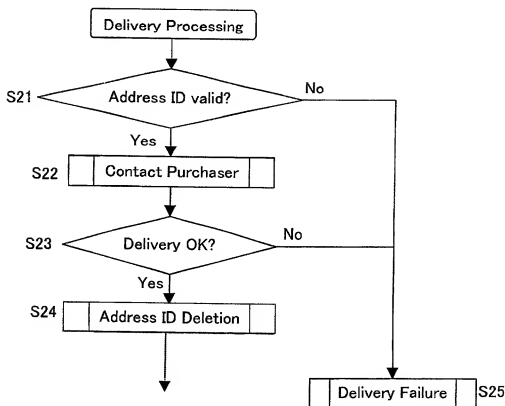 Delivery Processing
S21
Address ID valid?
No
Yes
S22
Contact Purchaser
S23
Delivery OK?
No
Yes
S24
Address ID Deletion
Delivery Failure
S25